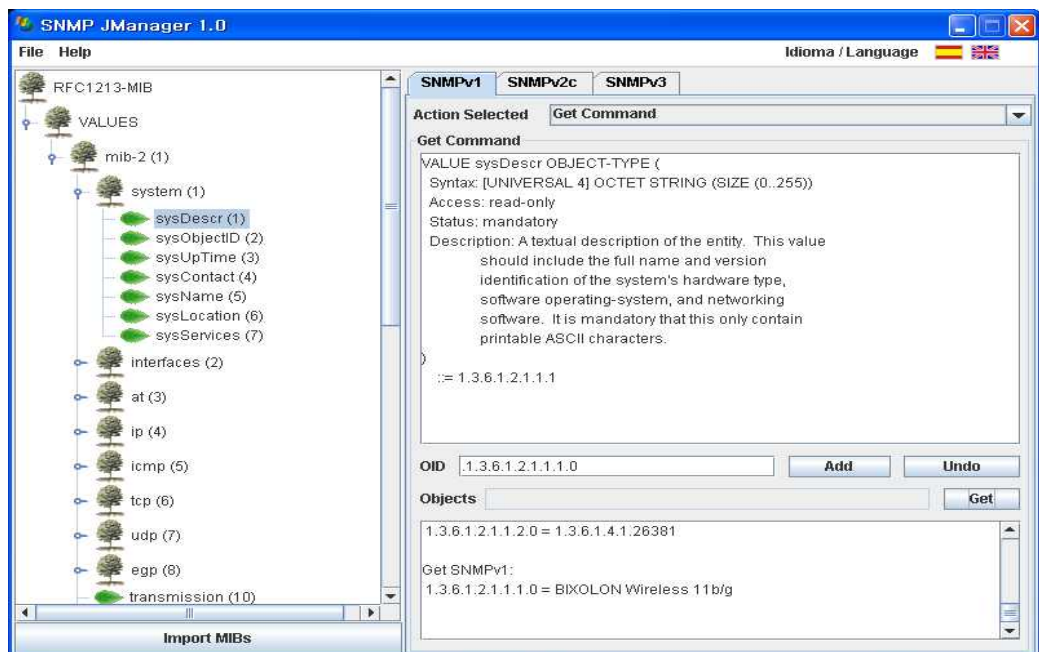 SNMP JManager 1.0
File Help
Idioma / Language
RFC1213-MIB
VALUES
mib-2 (1)
system (1)
sysDescr (1)
sysObjectID (2)
sysUpTime (3)
sysContact (4)
sysName (5)
sysLocation (6)
sysServices (7)
interfaces (2)
at (3)
ip (4)
icmp (5)
tcp (6)
udp (7)
egp (8)
transmission (10)
Import MIBs
SNMPv1 SNMPv2c SNMPv3
Action Selected Get Command
Get Command
VALUE sysDescr OBJECT-TYPE (
Syntax: [UNIVERSAL 4] OCTET STRING (SIZE (0..255))
Access: read-only
Status: mandatory
Description: A textual description of the entity. This value
should include the full name and version
identification of the system's hardware type,
software operating-system, and networking
software. It is mandatory that this only contain
printable ASCII characters.
)
::= 1.3.6.1.2.1.1.1
OID .1.3.6.1.2.1.1.1.0 Add Undo
Objects Get
1.3.6.1.2.1.1.2.0 = 1.3.6.1.4.1.26381
Get SNMPv1:
1.3.6.1.2.1.1.1.0 = BIXOLON Wireless 11b/g